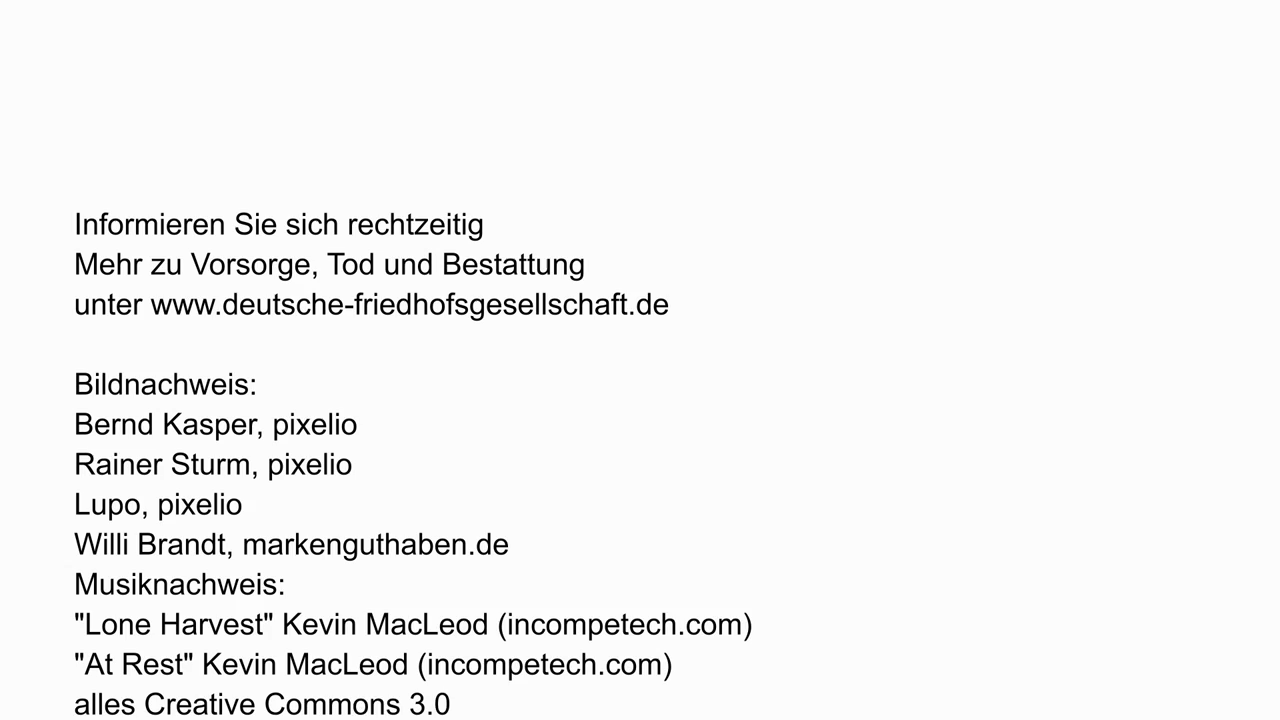 Informieren Sie sich rechtzeitig
Mehr zu Vorsorge, Tod und Bestattung
unter www.deutsche-friedhofsgesellschaft.de
Bildnachweis:
Bernd Kasper, pixelio
Rainer Sturm, pixelio
Lupo, pixelio
Willi Brandt, markenguthaben.de
Musiknachweis:
"Lone Harvest" Kevin MacLeod (incompetech.com)
"At Rest" Kevin MacLeod (incompetech.com)
alles Creative Commons 3.0